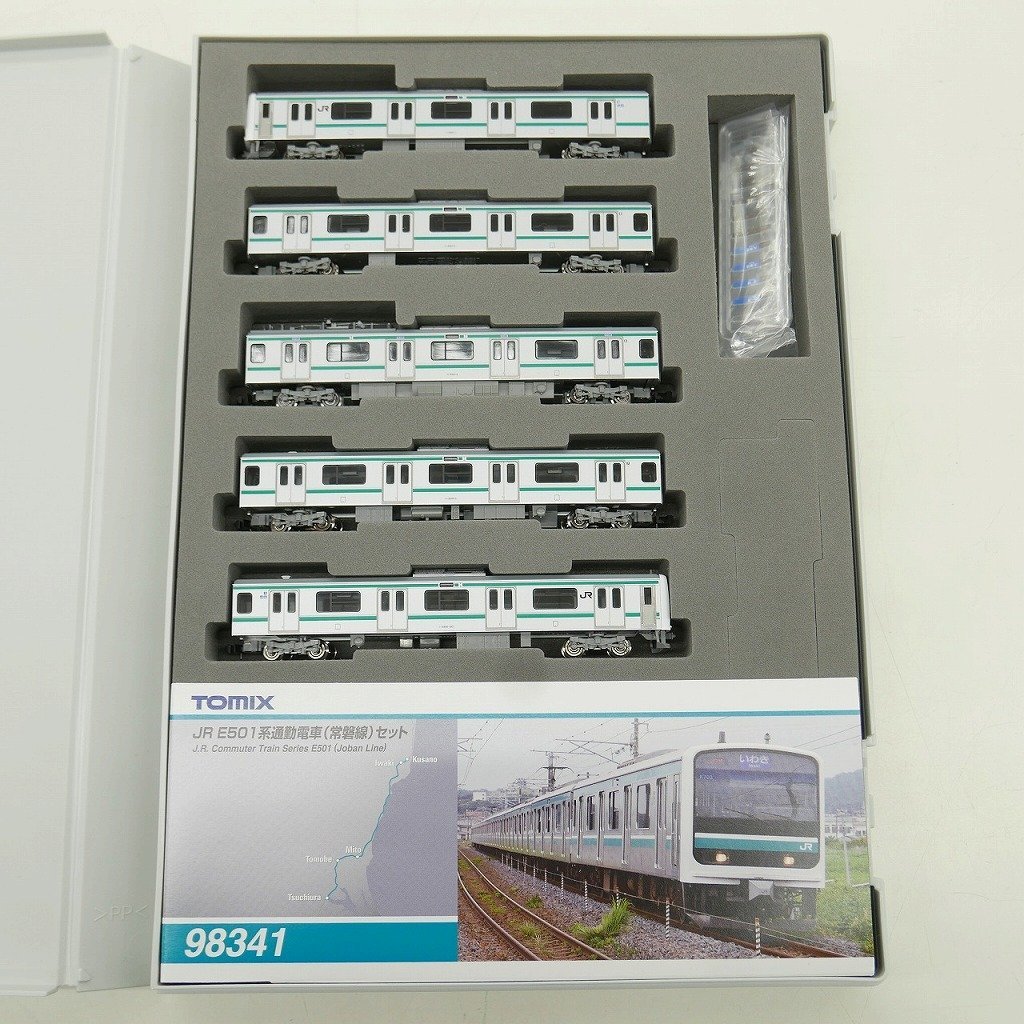 JR
JR
TOMIX
JR E501系通勤電車(常磐線)セット
J.R. Commuter Train Series E501 (Joban Line)
Iwaki
Kusano
Mito
Tomobe
Tsuchiura
98341
いわき
JR
>PP<